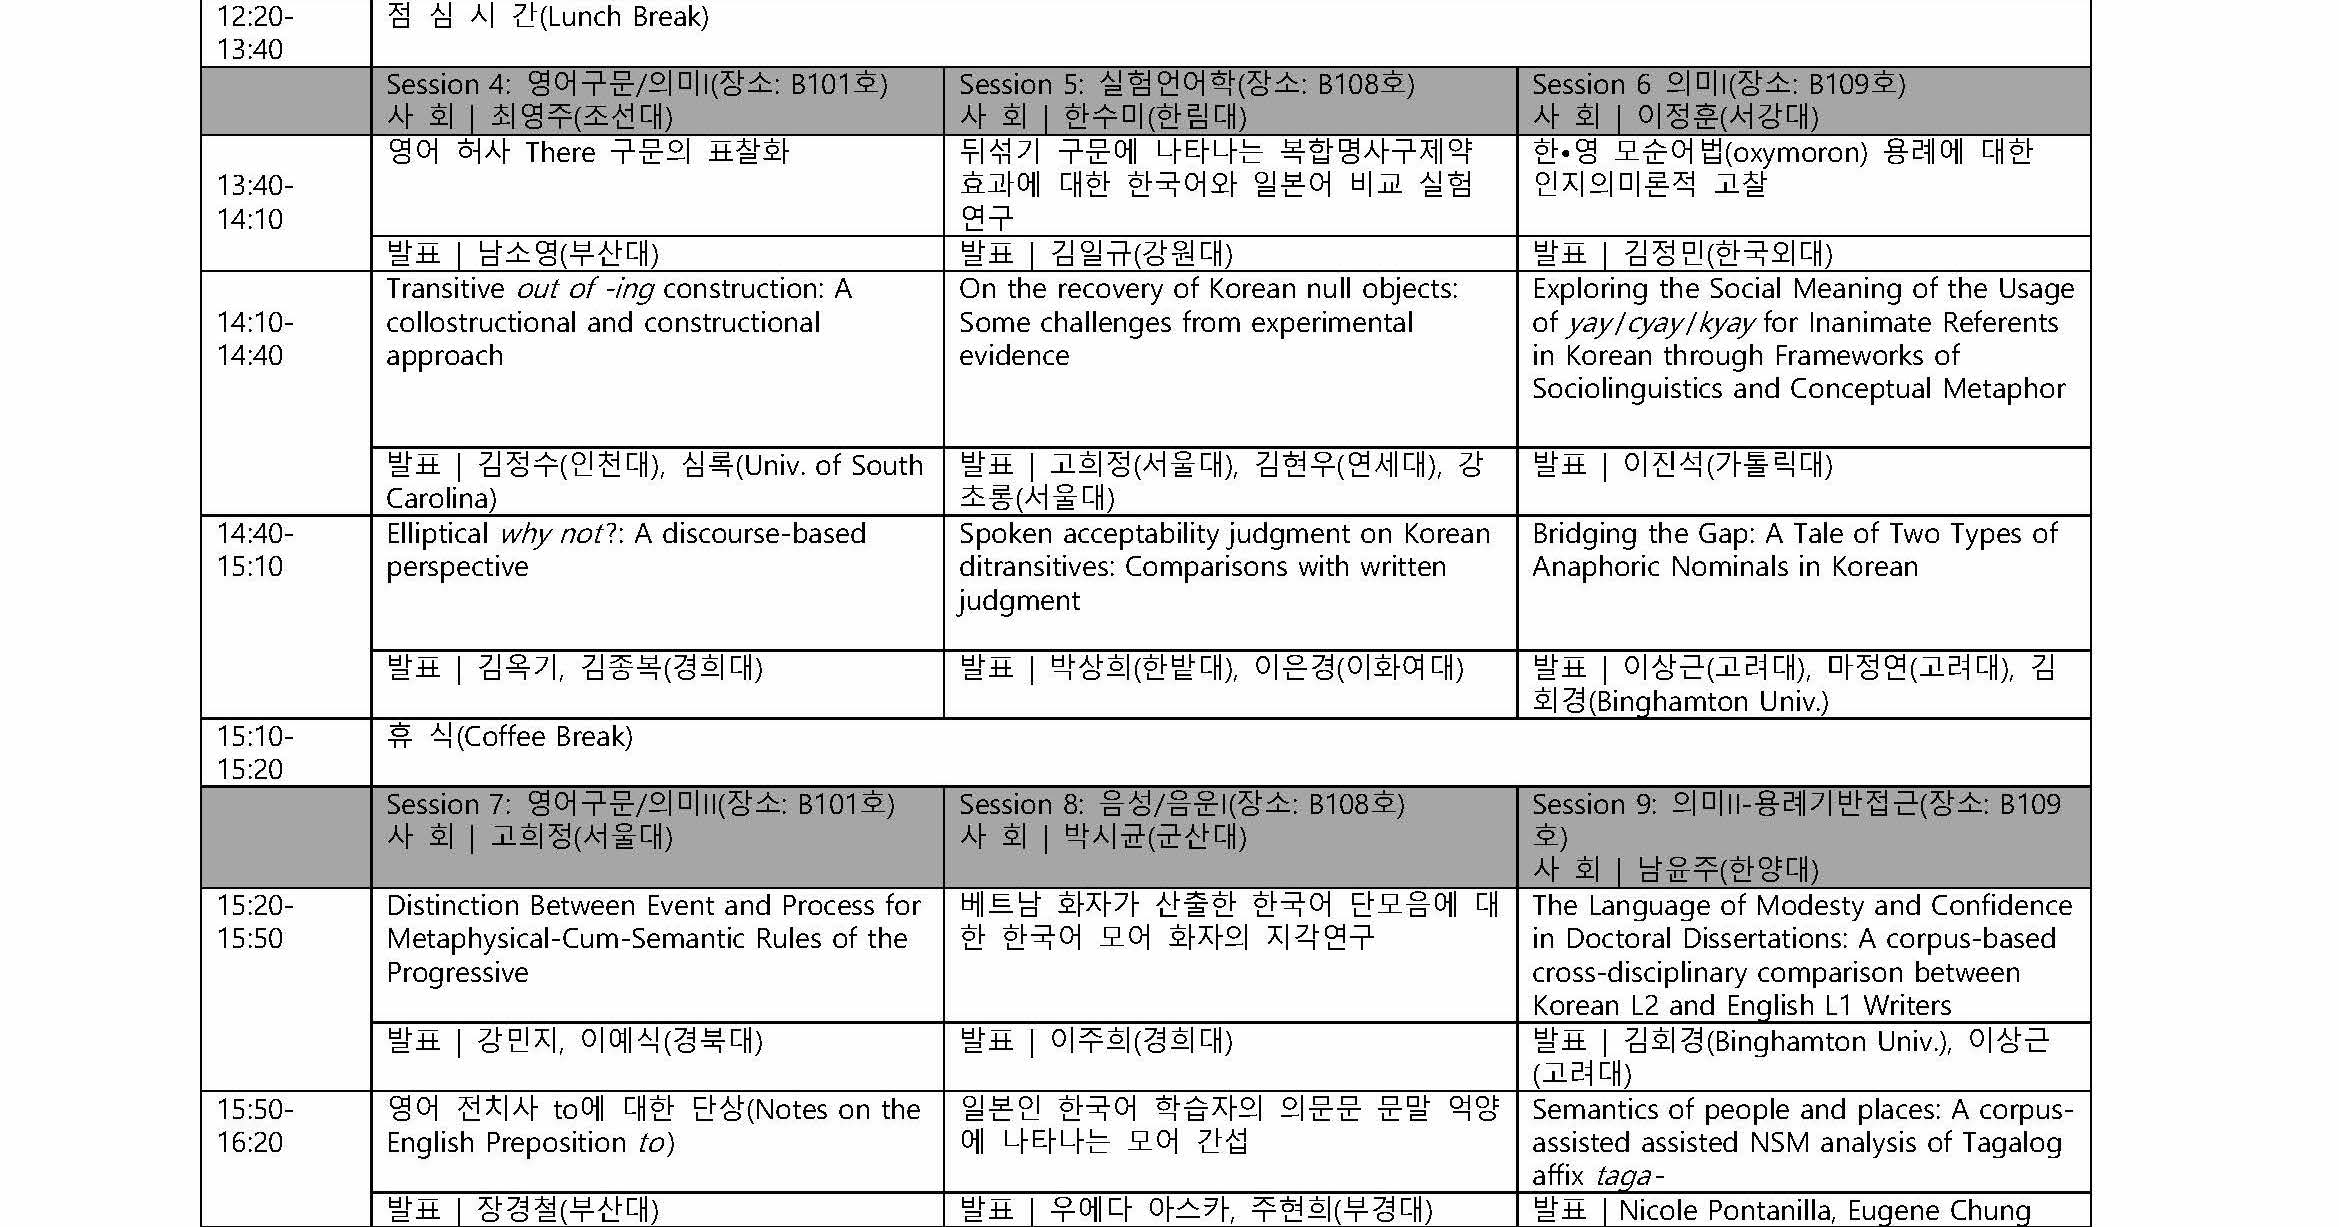 12:20-
13:40
점 심 시 간(Lunch Break)
Session 4: 영어구문/의미I(장소: B101호)
사 회 | 최영주(조선대)
Session 5: 실험언어학(장소: B108호)
사 회 | 한수미(한림대)
Session 6 의미I(장소: B109호)
사 회 | 이정훈(서강대)
13:40-
14:10
영어 허사 There 구문의 표찰화
뒤섞기 구문에 나타나는 복합명사구제약
효과에 대한 한국어와 일본어 비교 실험
연구
한•영 모순어법(oxymoron) 용례에 대한
인지의미론적 고찰
발표 | 남소영(부산대)
발표 | 김일규(강원대)
발표 | 김정민(한국외대)
14:10-
14:40
Transitive out of -ing construction: A
collostructional and constructional
approach
On the recovery of Korean null objects:
Some challenges from experimental
evidence
Exploring the Social Meaning of the Usage
of yay/cyay/kyay for Inanimate Referents
in Korean through Frameworks of
Sociolinguistics and Conceptual Metaphor
발표 | 김정수(인천대), 심록(Univ. of South
Carolina)
발표 | 고희정(서울대), 김현우(연세대), 강
초롱(서울대)
발표 | 이진석(가톨릭대)
14:40-
15:10
Elliptical why not?: A discourse-based
perspective
Spoken acceptability judgment on Korean
ditransitives: Comparisons with written
judgment
Bridging the Gap: A Tale of Two Types of
Anaphoric Nominals in Korean
발표 | 김옥기, 김종복(경희대)
발표 | 박상희(한밭대), 이은경(이화여대)
발표 | 이상근(고려대), 마정연(고려대), 김
회경(Binghamton Univ.)
15:10-
15:20
휴 식(Coffee Break)
Session 7: 영어구문/의미II(장소: B101호)
사 회 | 고희정(서울대)
Session 8: 음성/음운I(장소: B108호)
사 회 | 박시균(군산대)
Session 9: 의미II-용례기반접근(장소: B109
호)
사 회 | 남윤주(한양대)
15:20-
15:50
Distinction Between Event and Process for
Metaphysical-Cum-Semantic Rules of the
Progressive
베트남 화자가 산출한 한국어 단모음에 대
한 한국어 모어 화자의 지각연구
The Language of Modesty and Confidence
in Doctoral Dissertations: A corpus-based
cross-disciplinary comparison between
Korean L2 and English L1 Writers
발표 | 강민지, 이예식(경북대)
발표 | 이주희(경희대)
발표 | 김회경(Binghamton Univ.), 이상근
(고려대)
15:50-
16:20
영어 전치사 to에 대한 단상(Notes on the
English Preposition to)
일본인 한국어 학습자의 의문문 문말 억양
에 나타나는 모어 간섭
Semantics of people and places: A corpus-
assisted assisted NSM analysis of Tagalog
affix taga-
발표 | 장경철(부산대)
발표 | 우에다 아스카, 주현희(부경대)
발표 | Nicole Pontanilla, Eugene Chung